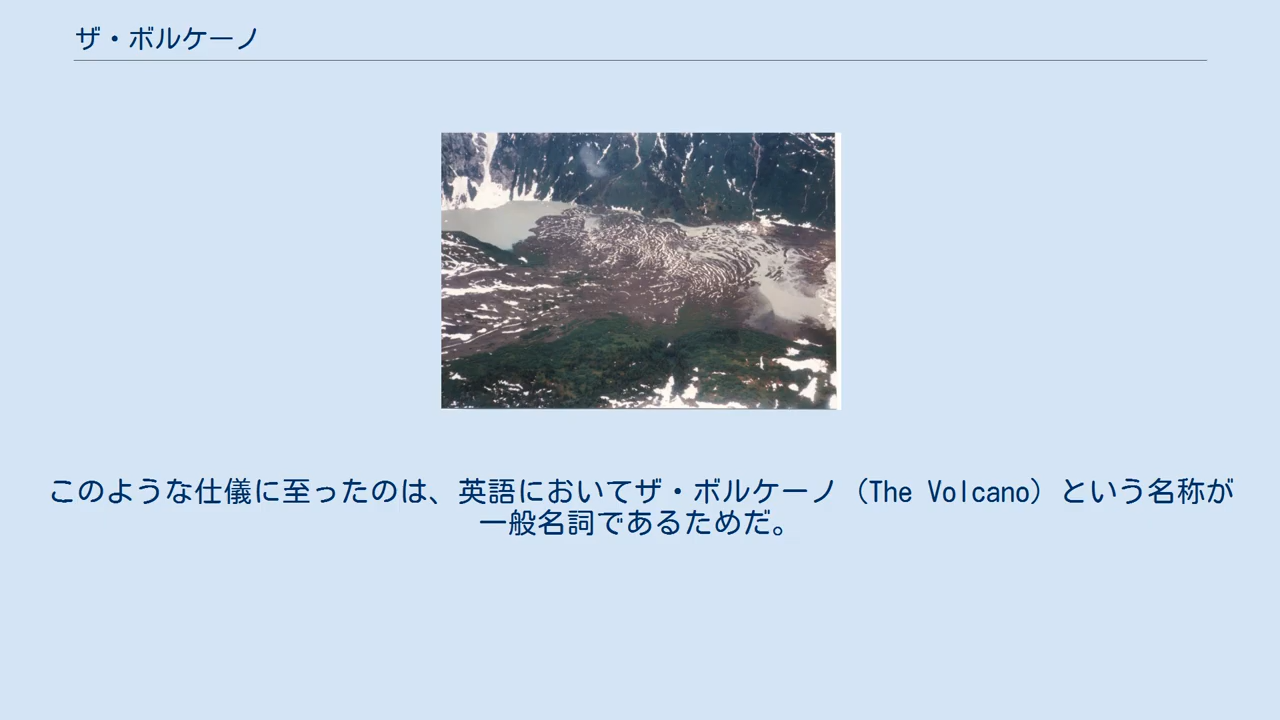 ザ・ボルケーノ
このような仕儀に至ったのは、英語においてザ・ボルケーノ（The Volcano）という名称が
一般名詞であるためだ。